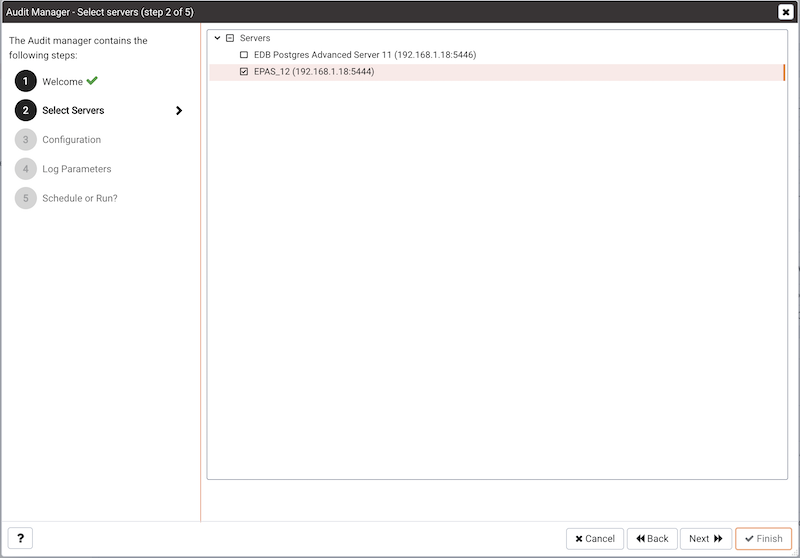 Audit Manager - Select servers (step 2 of 5)
The Audit manager contains the
following steps:
1 Welcome
2 Select Servers
3 Configuration
4 Log Parameters
5 Schedule or Run?
Servers
EDB Postgres Advanced Server 11 (192.168.1.18:5446)
EPAS_12 (192.168.1.18:5444)
? Cancel Back Next Finish